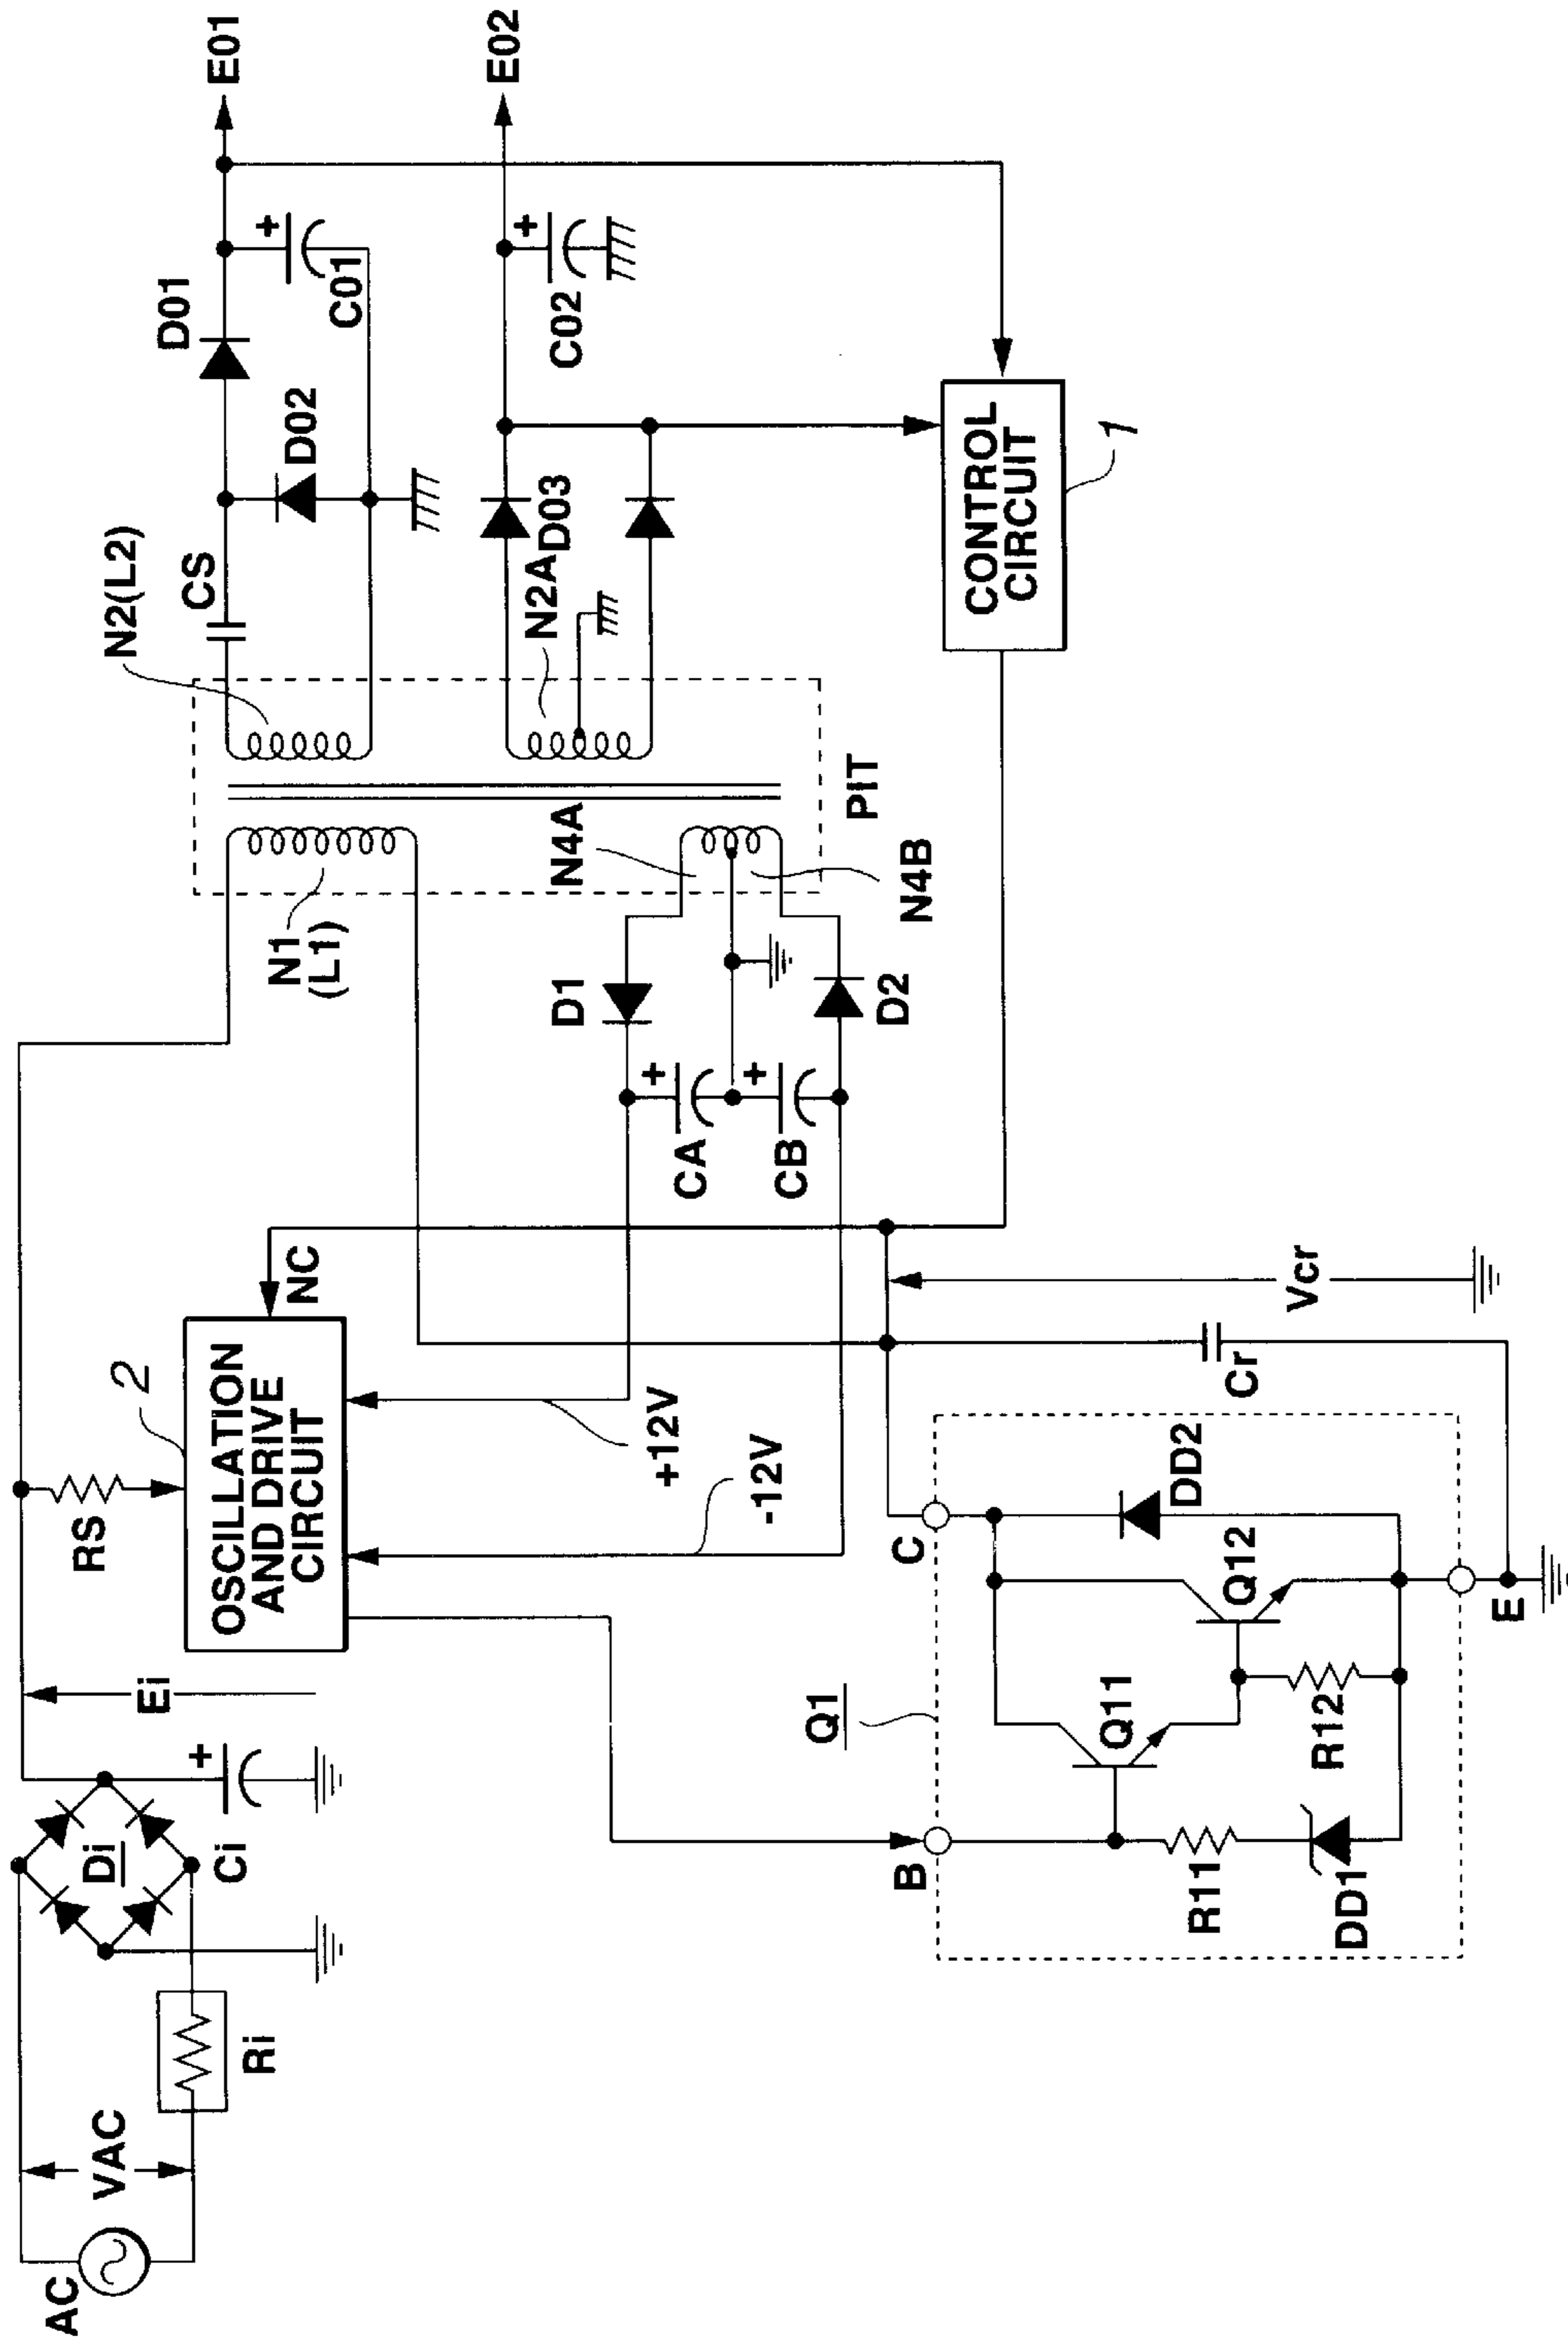 AC
VAC
Ri
Di
Ci
+
Ei
RS
2
OSCILLATION
AND DRIVE
CIRCUIT
NC
+12V
-12V
N1
(L1)
N2(L2)
CS
D01
D02
+
C01
E01
N2A
D03
+
C02
E02
PIT
N4A
N4B
D1
D2
+
CA
+
CB
CONTROL
CIRCUIT
1
Vcr
Cr
Q1
B
C
E
Q11
Q12
R11
R12
DD1
DD2